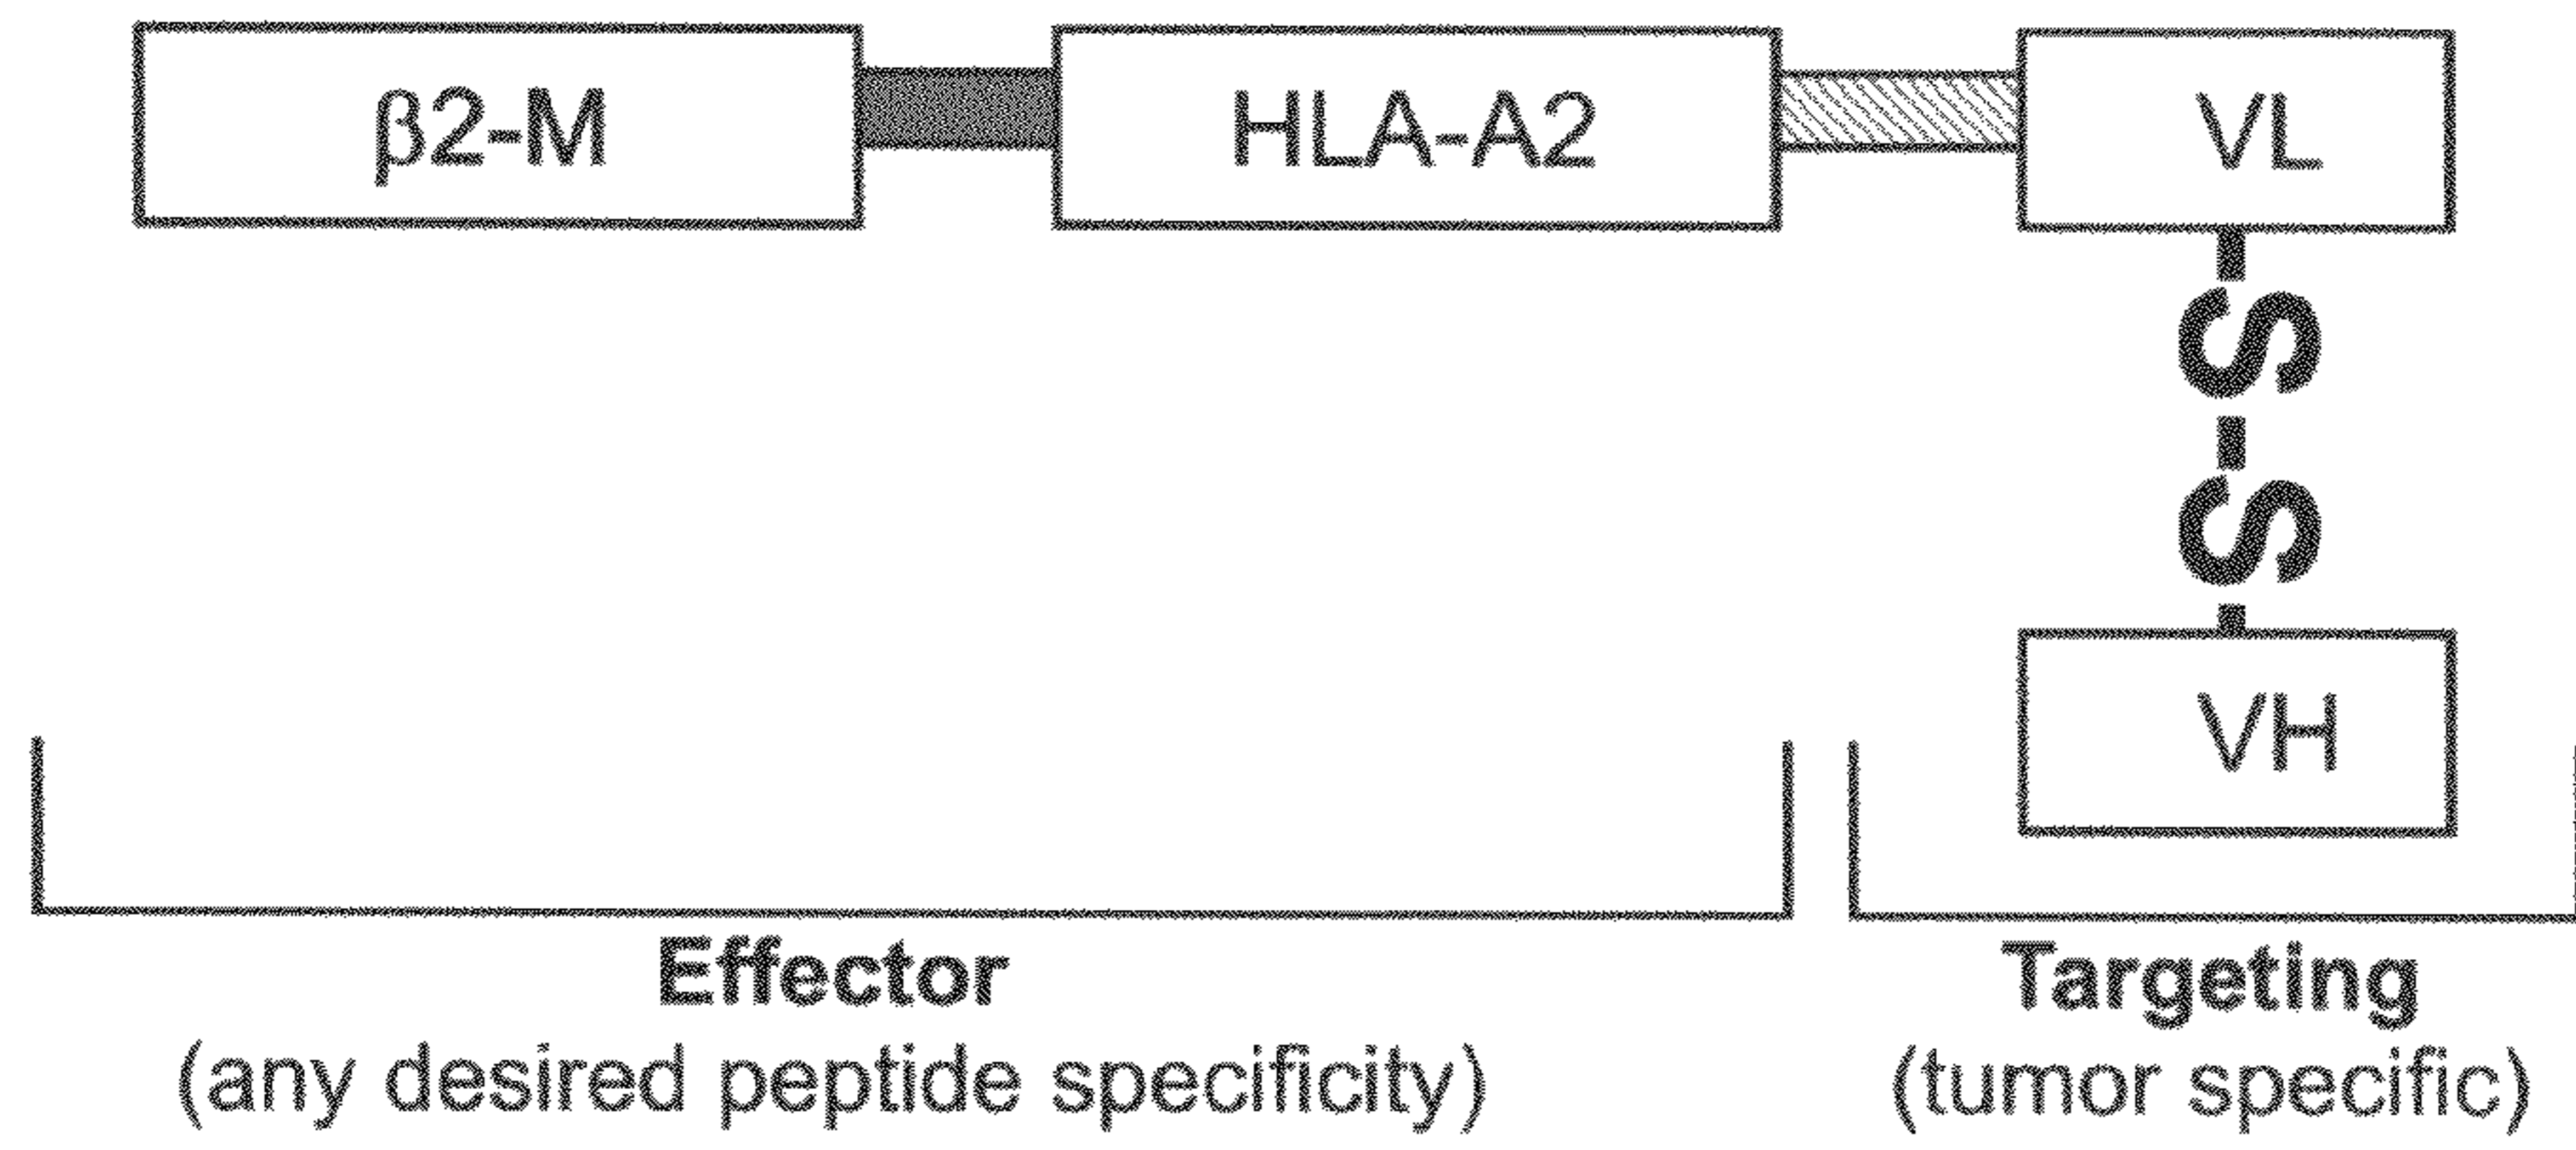 β2-M HLA-A2 VL
S
S
VH
Effector Targeting
(any desired peptide specificity) (tumor specific)